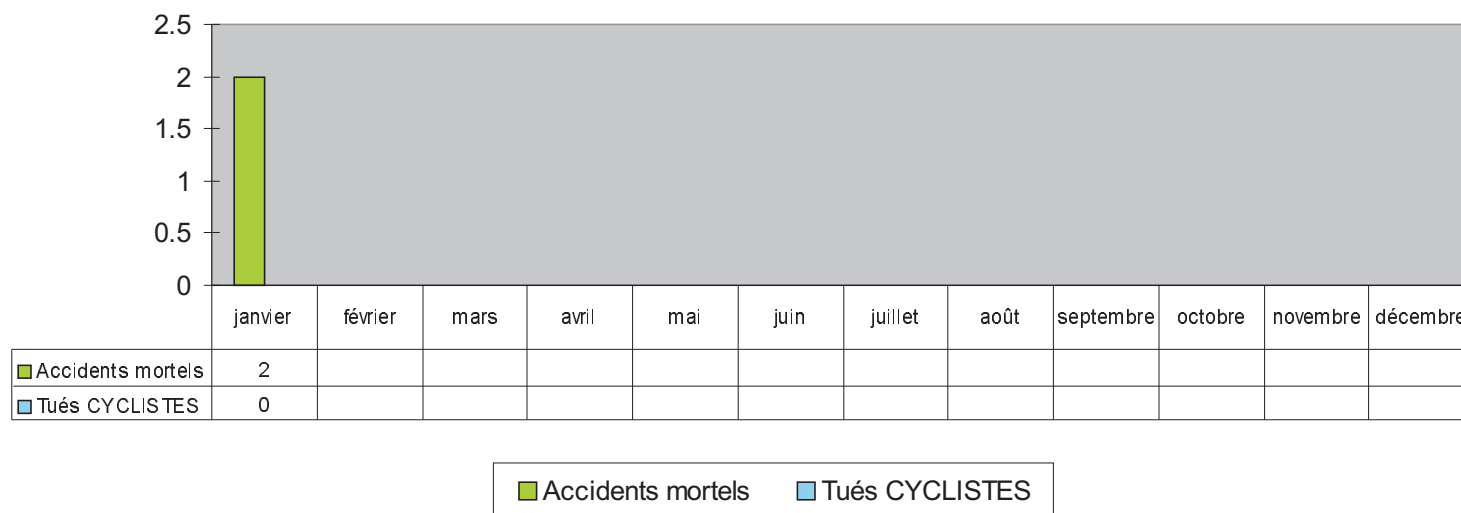 2.5
2
1.5
1
0.5
0
janvier février mars avril mai juin juillet août septembre octobre novembre décembre
Accidents mortels 2
Tués CYCLISTES 0
Accidents mortels Tués CYCLISTES